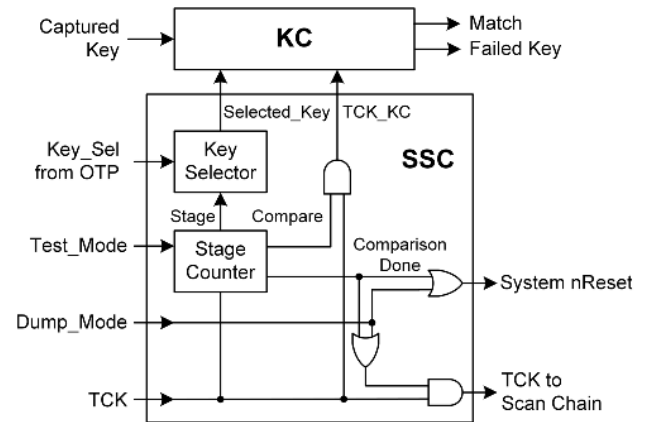 Captured
Key
KC
Match
Failed Key
Selected_Key
TCK_KC
Key_Sel
from OTP
Key
Selector
SSC
Stage
Compare
Test_Mode
Stage
Counter
Comparison
Done
System nReset
Dump_Mode
TCK
TCK to
Scan Chain